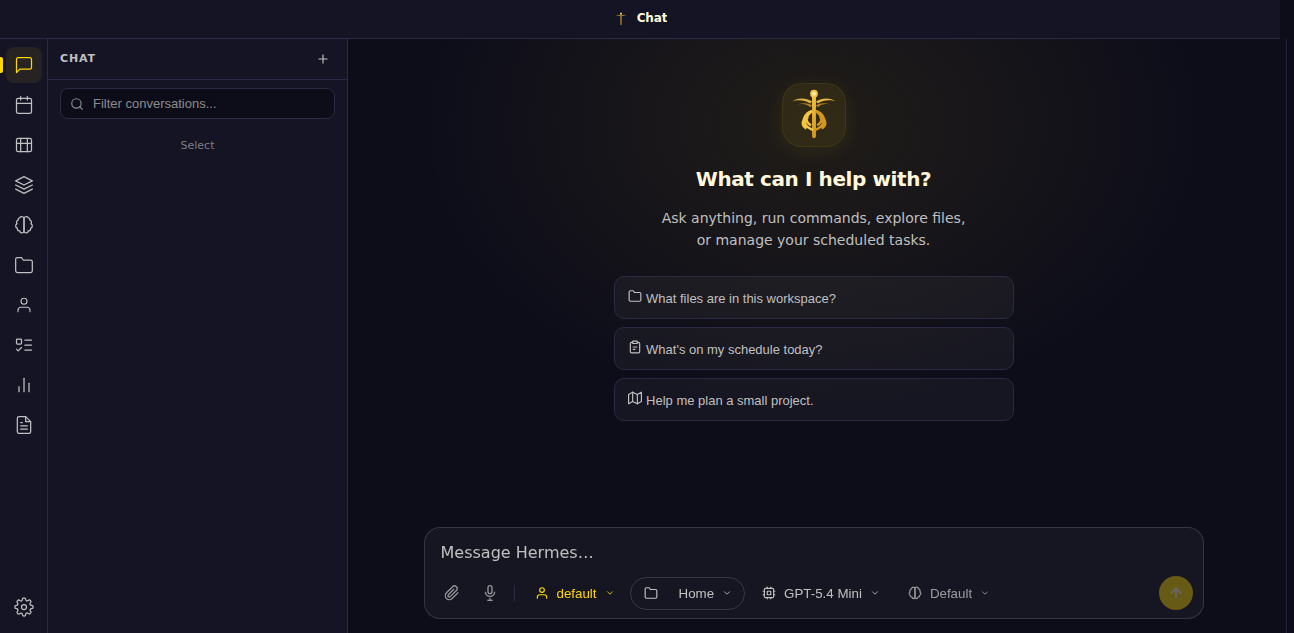 Chat
CHAT
Filter conversations...
Select
What can I help with?
Ask anything, run commands, explore files,
or manage your scheduled tasks.
What files are in this workspace?
What's on my schedule today?
Help me plan a small project.
Message Hermes...
default
Home
GPT-5.4 Mini
Default